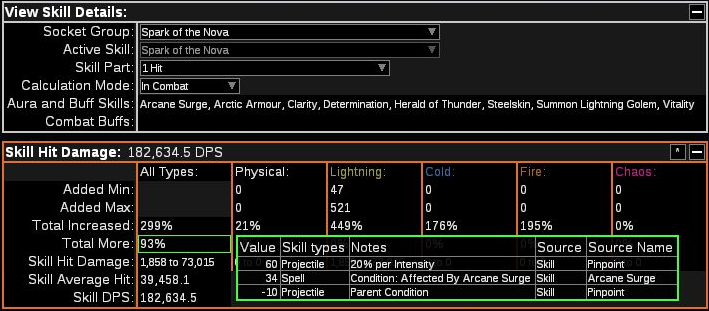 View Skill Details:
Socket Group: Spark of the Nova
Active Skill: Spark of the Nova
Skill Part: 1 Hit
Calculation Mode: In Combat
Aura and Buff Skills: Arcane Surge, Arctic Armour, Clarity, Determination, Herald of Thunder, Steelskin, Summon Lightning Golem, Vitality
Combat Buffs:
Skill Hit Damage: 182,634.5 DPS
All Types: Physical: Lightning: Cold: Fire: Chaos:
Added Min: 0 47 0 0 0
Added Max: 0 521 0 0 0
Total Increased: 299% 21% 449% 176% 195% 0%
Total More: 93%
Skill Hit Damage: 1,858 to 73,015
Skill Average Hit: 39,458.1
Skill DPS: 182,634.5
Value Skill types Notes Source Source Name
60 Projectile 20% per Intensity Skill Pinpoint
34 Spell Condition: Affected By Arcane Surge Skill Arcane Surge
-10 Projectile Parent Condition Skill Pinpoint